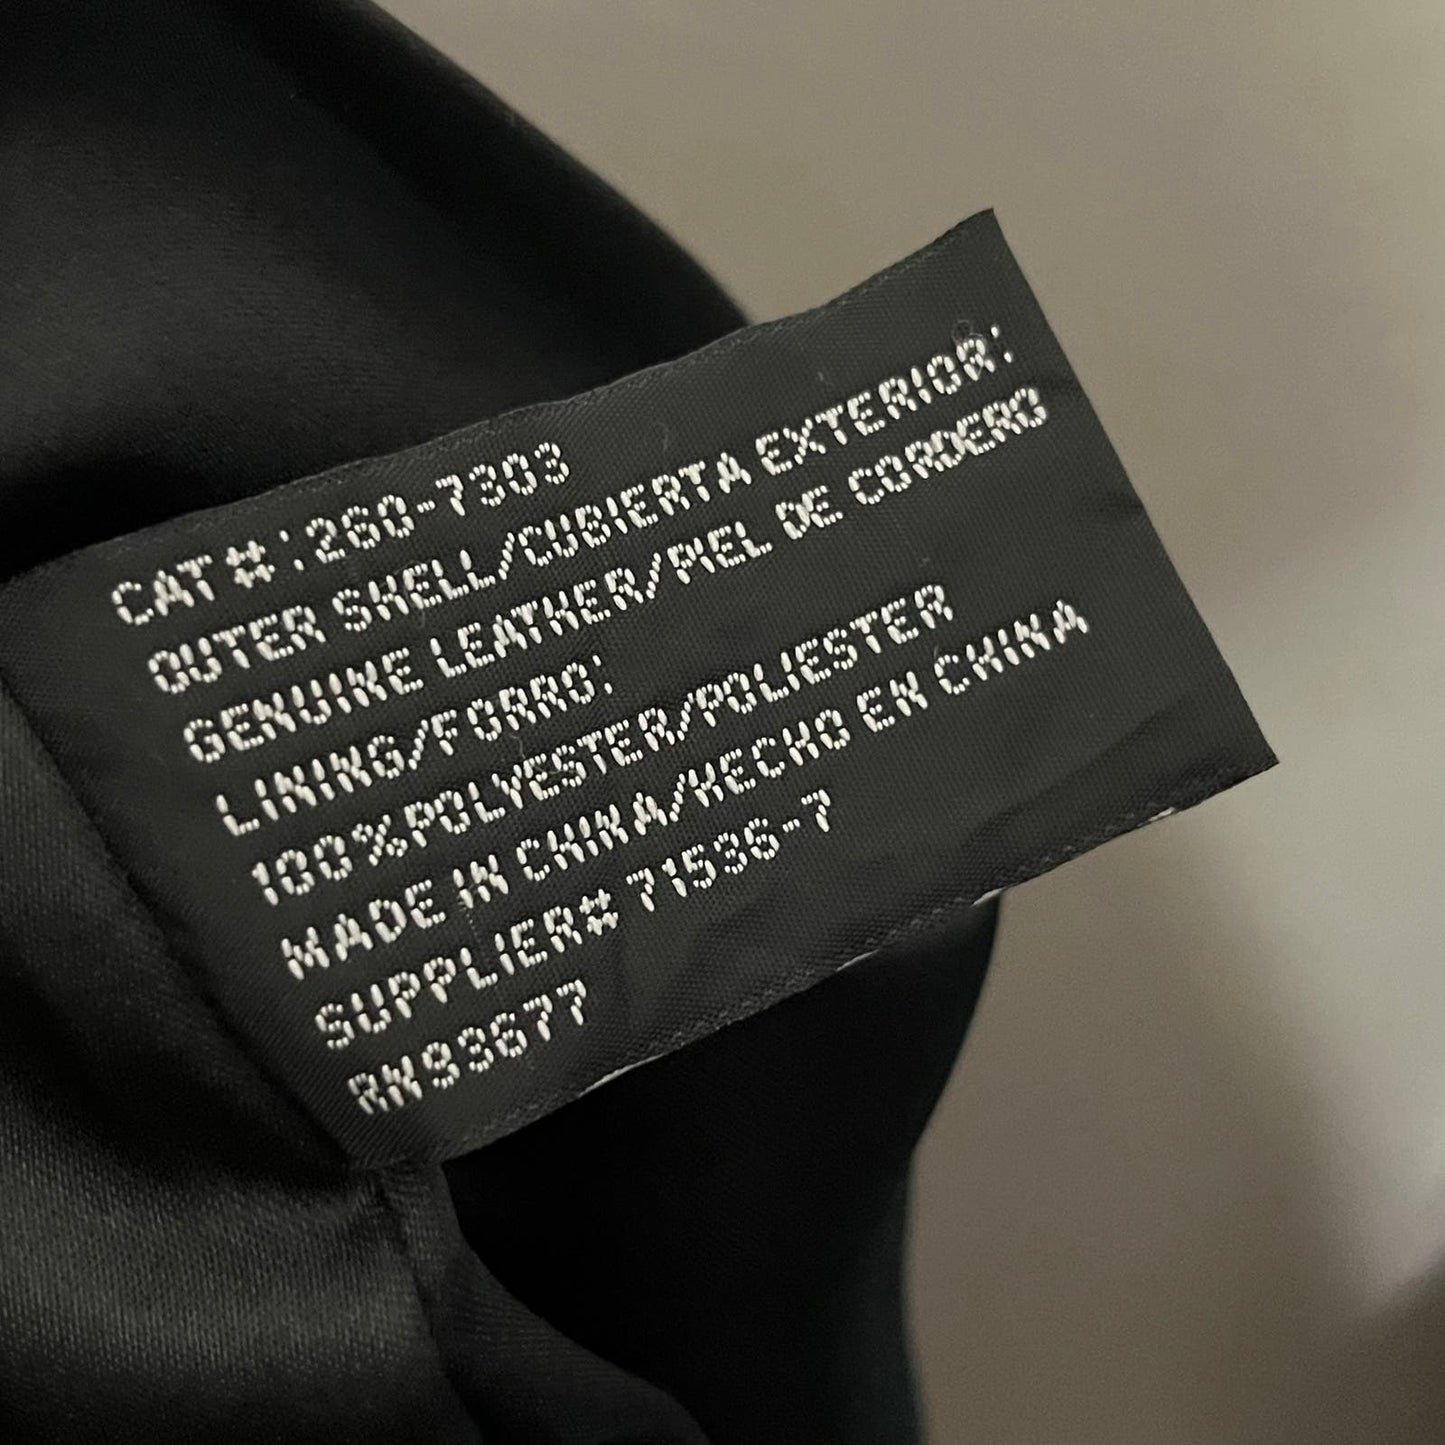 CAT#:260-7303
OUTER SHELL/CUBIERTA EXTERIOR:
GENUINE LEATHER/PIEL DE CORDERO
LINING/FORRO:
100%POLYESTER/POLIESTER
MADE IN CHINA/HECHO EN CHINA
SUPPLIER# 71536-7
RN93677